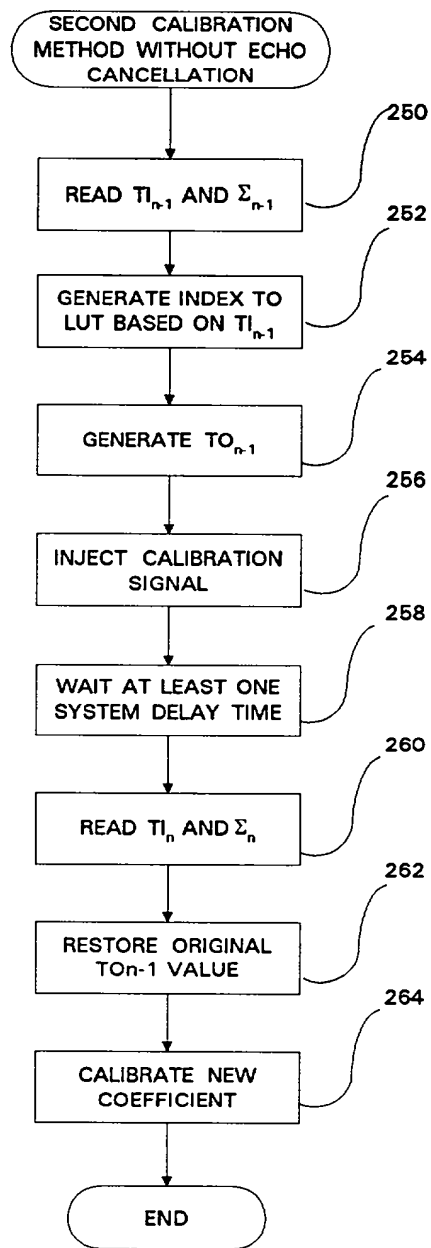 SECOND CALIBRATION
METHOD WITHOUT ECHO
CANCELLATION
250
READ TIₙ₋₁ AND Σₙ₋₁
252
GENERATE INDEX TO
LUT BASED ON TIₙ₋₁
254
GENERATE TOₙ₋₁
256
INJECT CALIBRATION
SIGNAL
258
WAIT AT LEAST ONE
SYSTEM DELAY TIME
260
READ TIₙ AND Σₙ
262
RESTORE ORIGINAL
TOn-1 VALUE
264
CALIBRATE NEW
COEFFICIENT
END